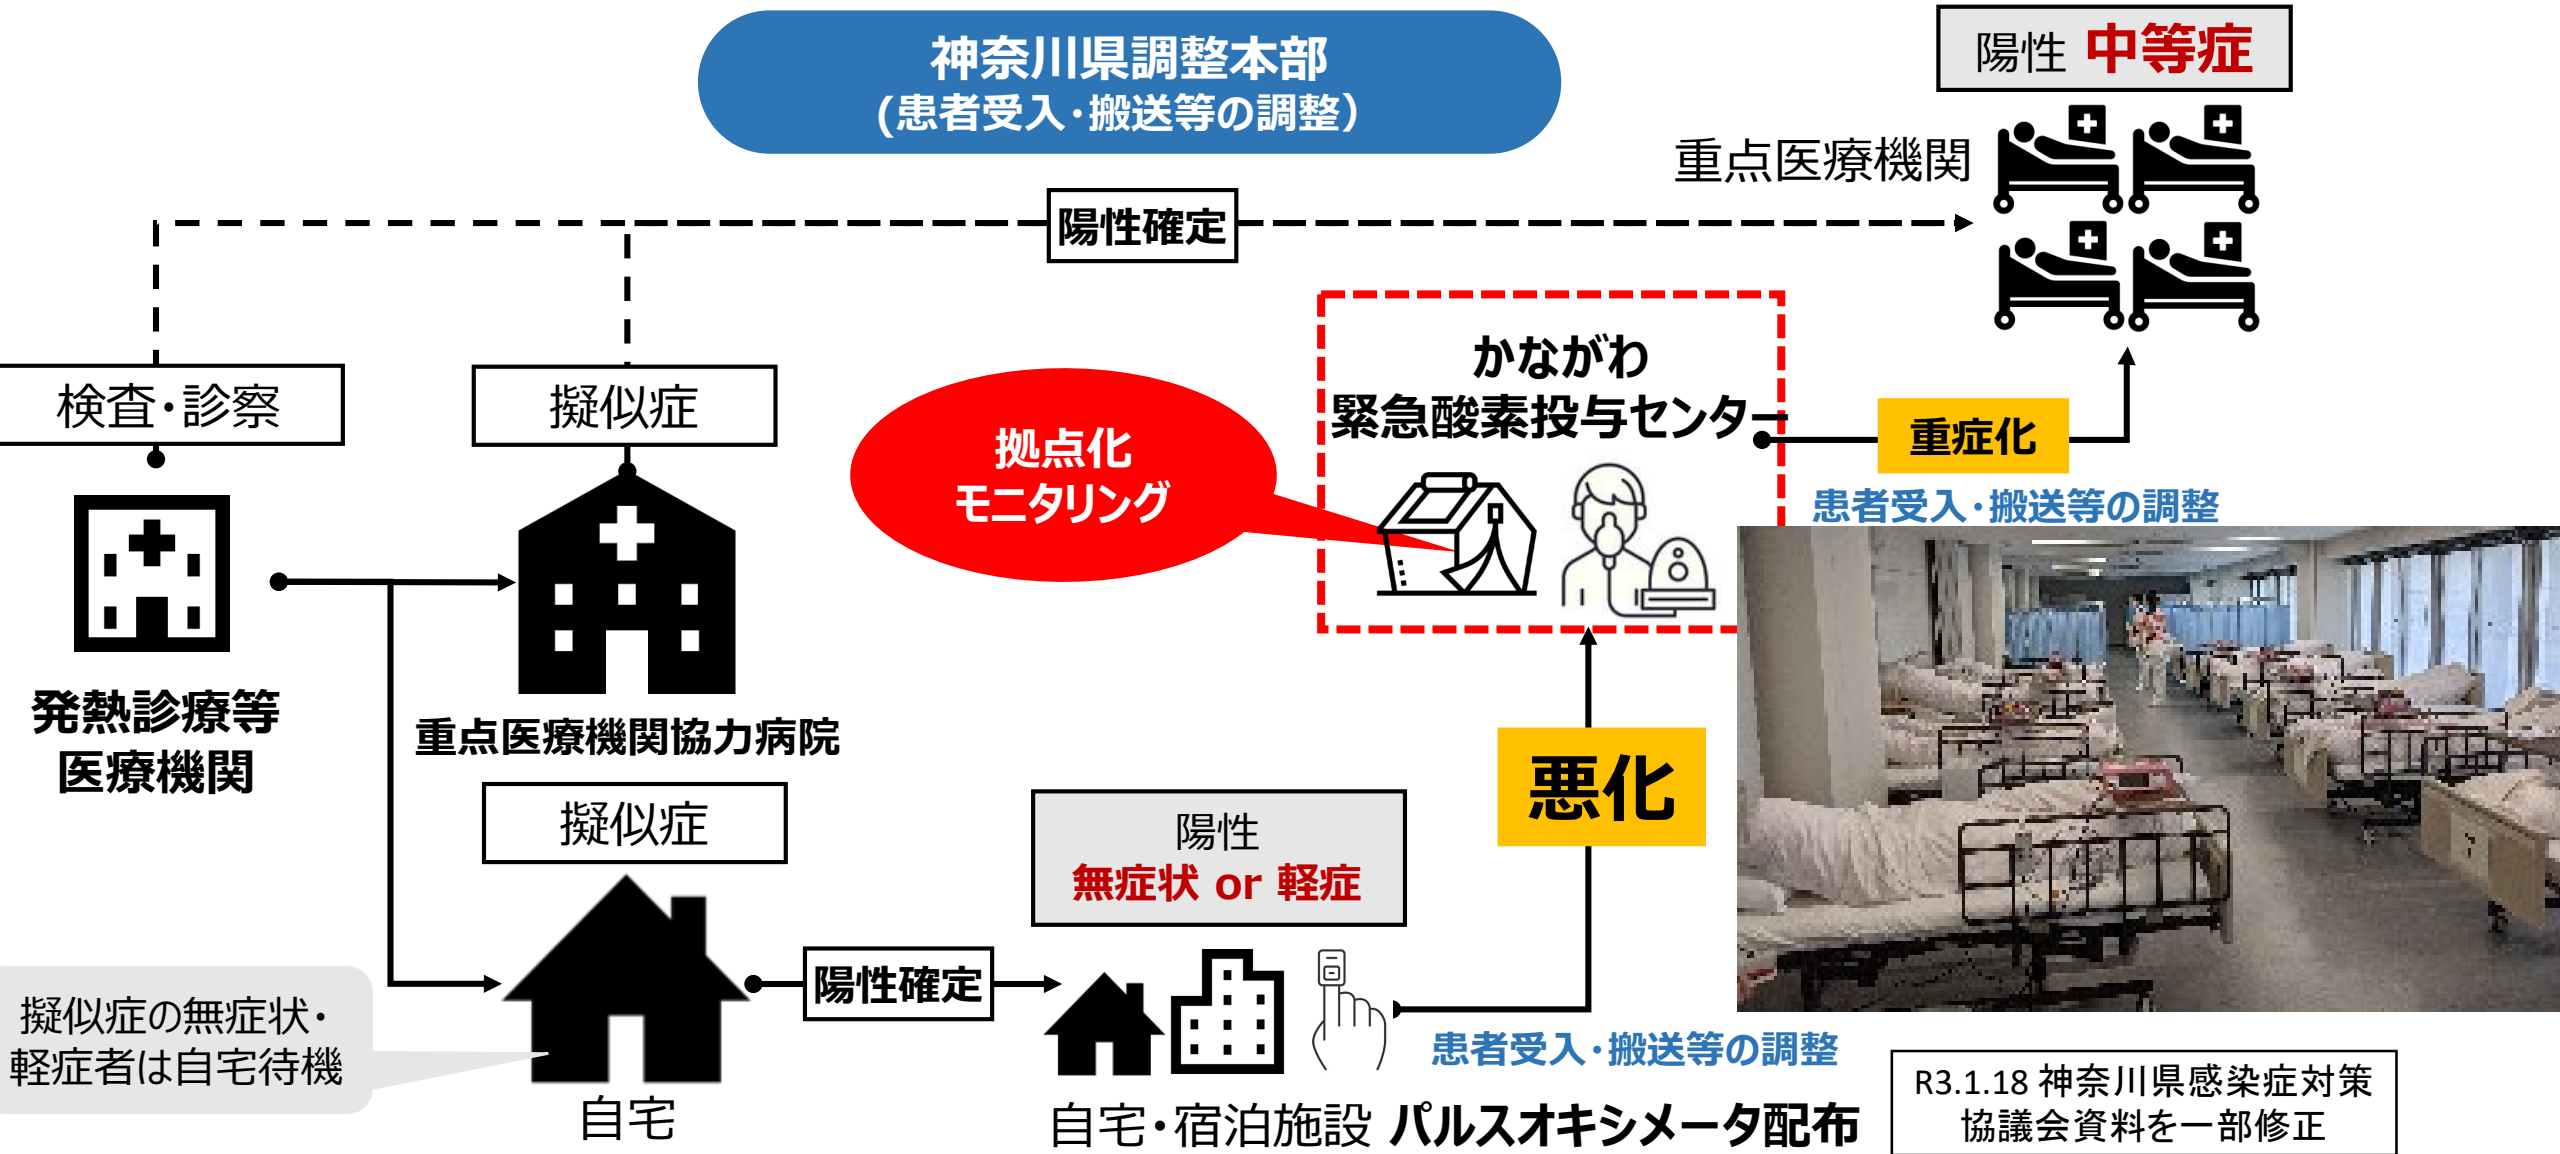 神奈川県調整本部
(患者受入・搬送等の調整）
陽性 中等症
重点医療機関
陽性確定
検査・診察
擬似症
かながわ
緊急酸素投与センター
拠点化
モニタリング
重症化
患者受入・搬送等の調整
発熱診療等
医療機関
重点医療機関協力病院
擬似症
悪化
陽性
無症状 or 軽症
陽性確定
擬似症の無症状・
軽症者は自宅待機
自宅
患者受入・搬送等の調整
自宅・宿泊施設 パルスオキシメータ配布
R3.1.18 神奈川県感染症対策
協議会資料を一部修正